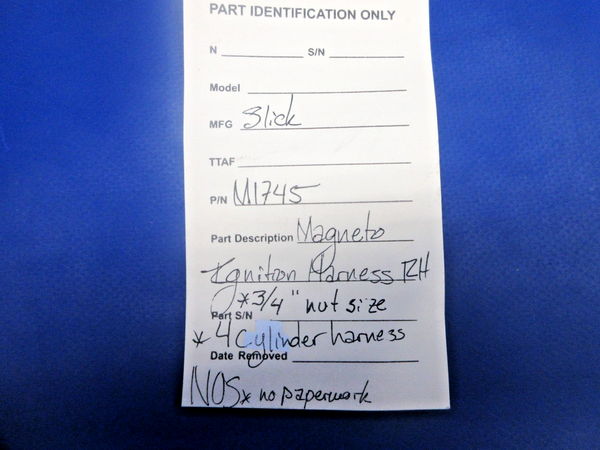 PART IDENTIFICATION ONLY
N S/N
Model
MFG Slick
TTAF
P/N M1745
Part Description Magneto
Ignition Harness RH
*3/4" nut size
Part S/N
* 4 Cylinder harness
Date Removed
NOS * no paperwork